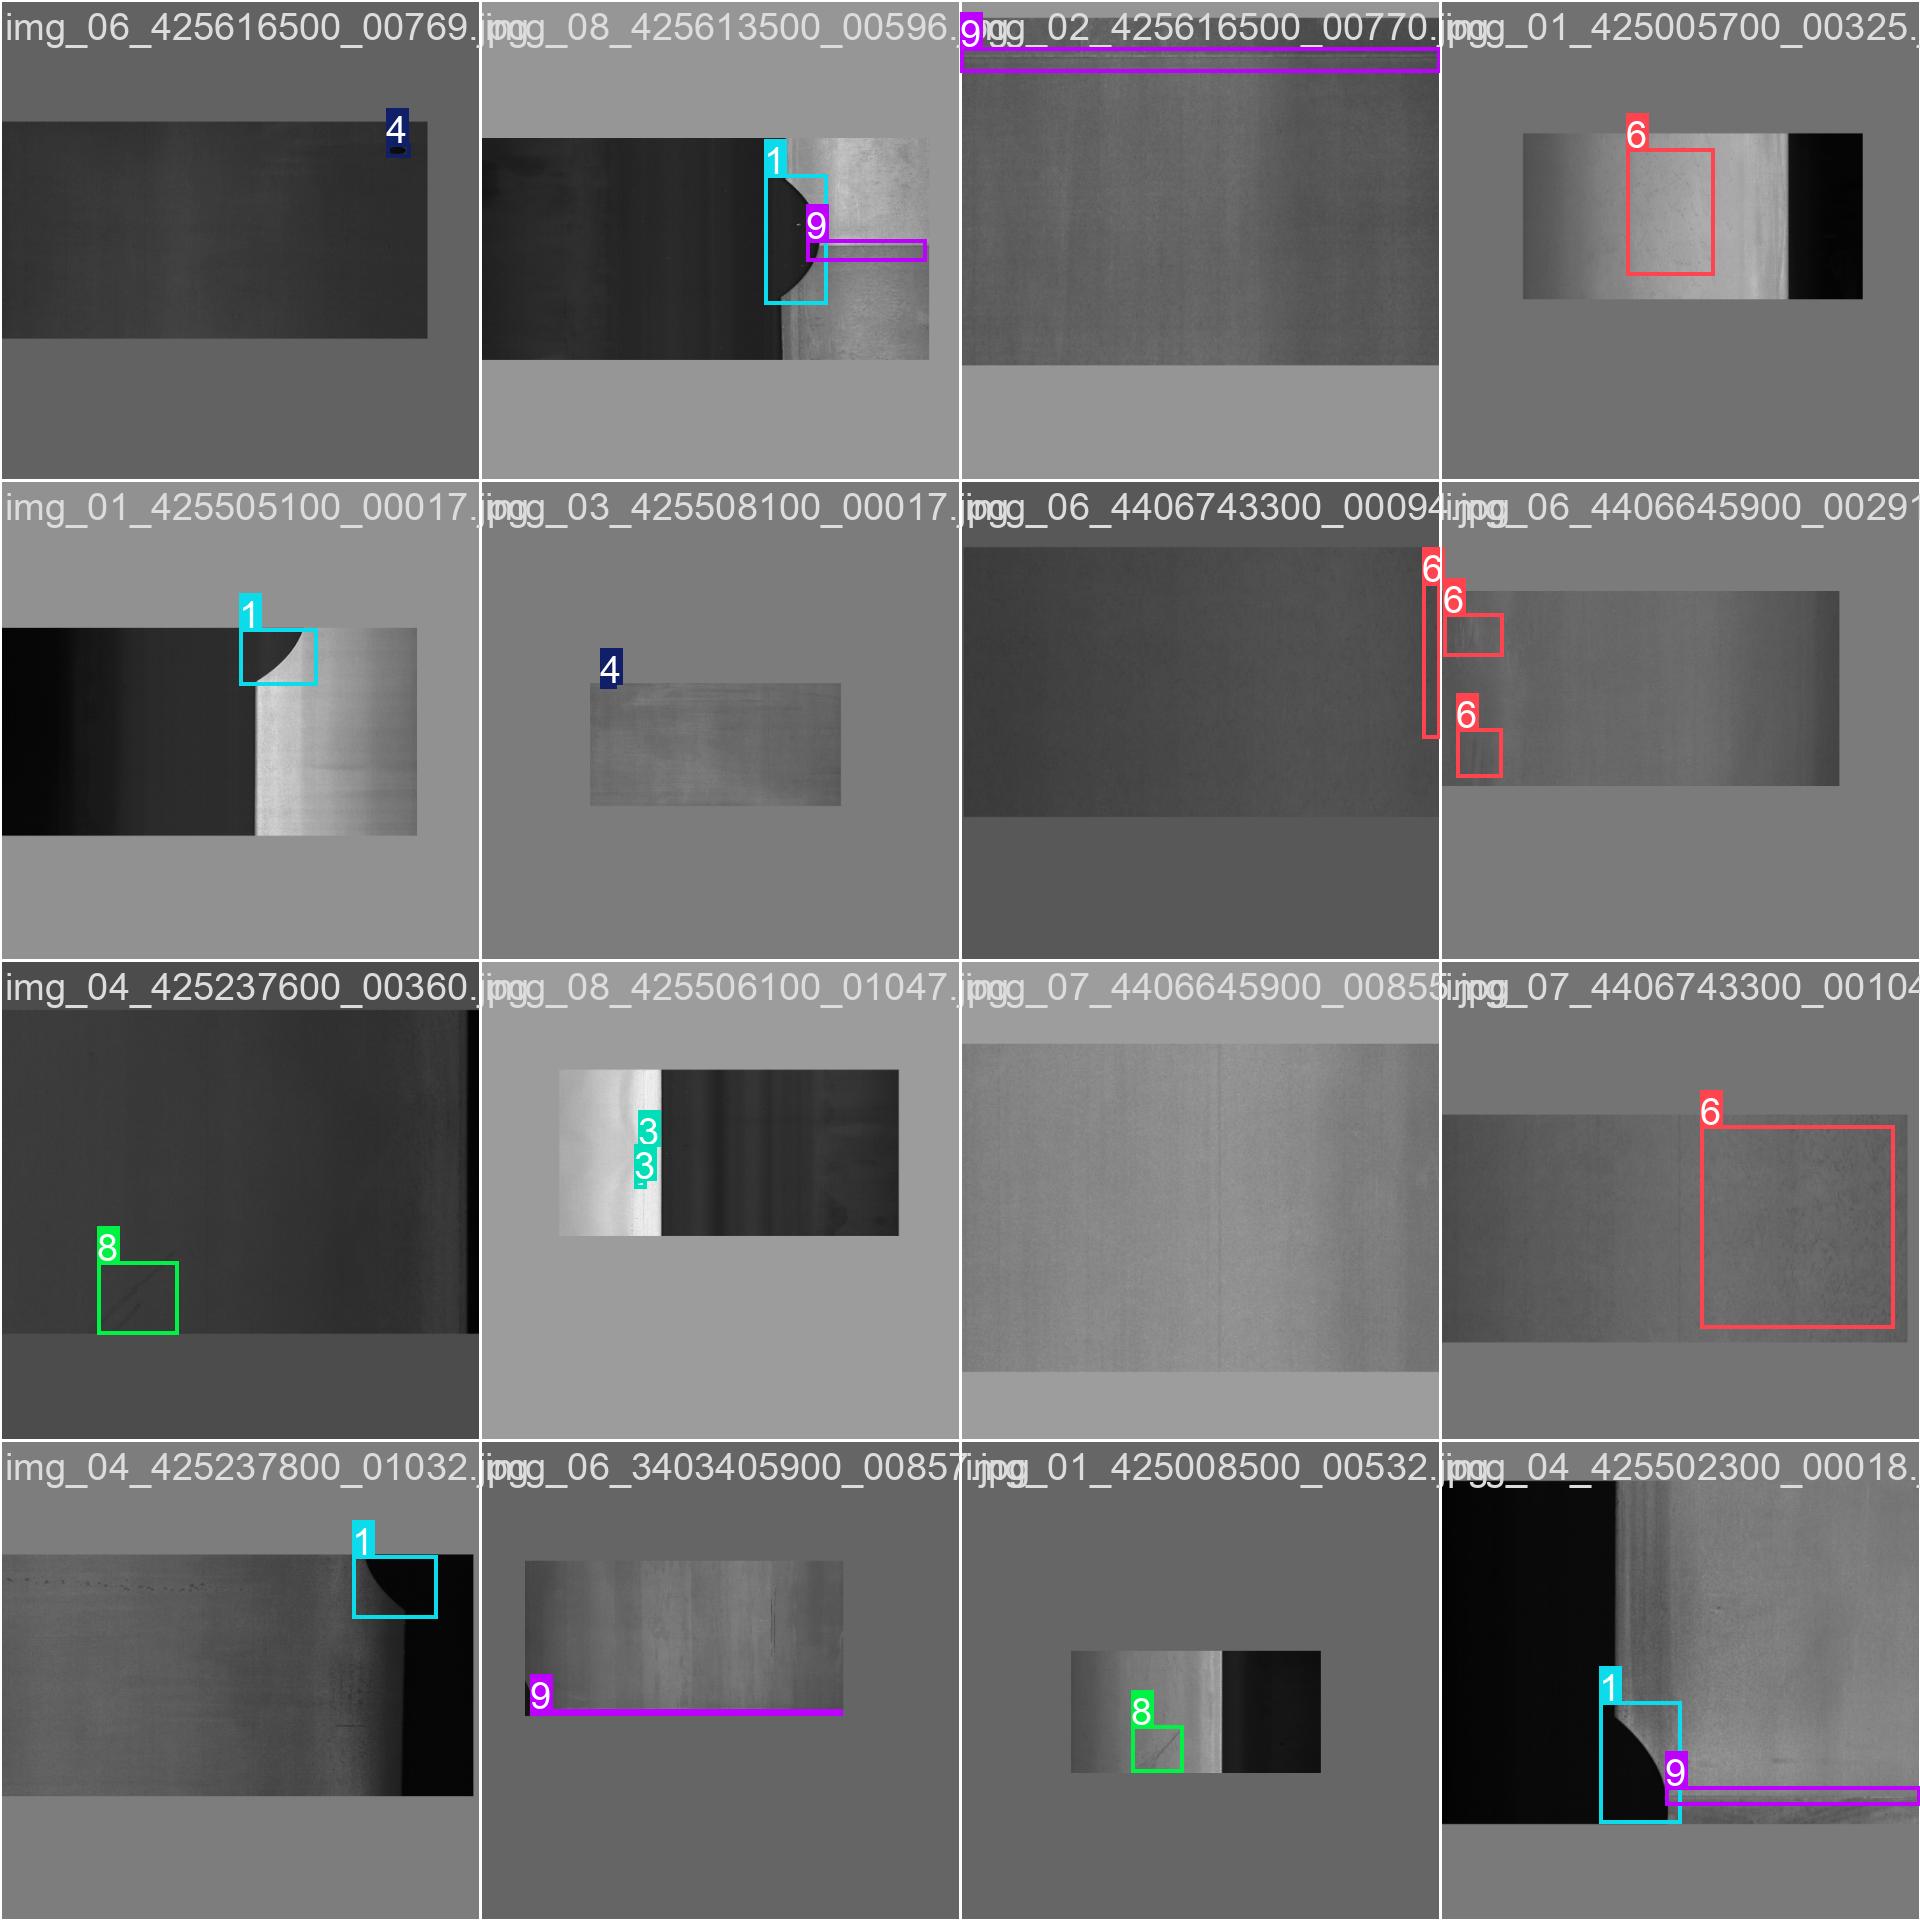 img_06_425616500_00769.jpg
img_08_425613500_00596.jpg
img_02_425616500_00770.jpg
img_01_425005700_00325.
9
4
6
1
9
img_01_425505100_00017.jpg
img_03_425508100_00017.jpg
img_06_4406743300_00094.jpg
img_06_4406645900_00291
6
6
1
4
6
img_04_425237600_00360.jpg
img_08_425506100_01047.jpg
img_07_4406645900_00855.jpg
img_07_4406743300_00104
6
3
3
8
img_04_425237800_01032.jpg
img_06_3403405900_00857.jpg
img_01_425008500_00532.jpg
img_04_425502300_00018.
1
1
9
8
9